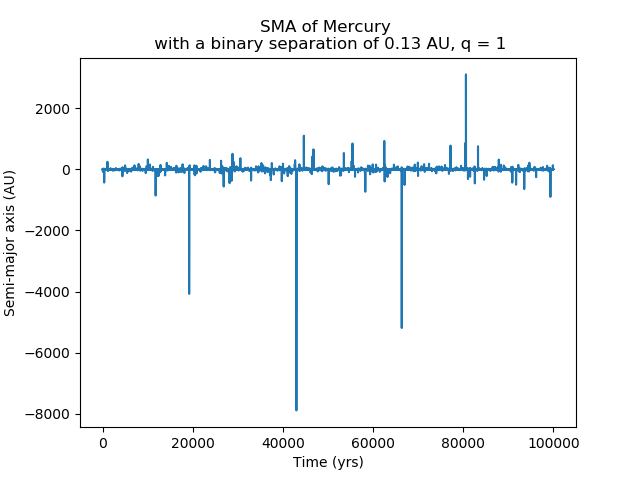 SMA of Mercury
with a binary separation of 0.13 AU, q = 1
Semi-major axis (AU)
2000
0
−2000
−4000
−6000
−8000
0 20000 40000 60000 80000 100000
Time (yrs)